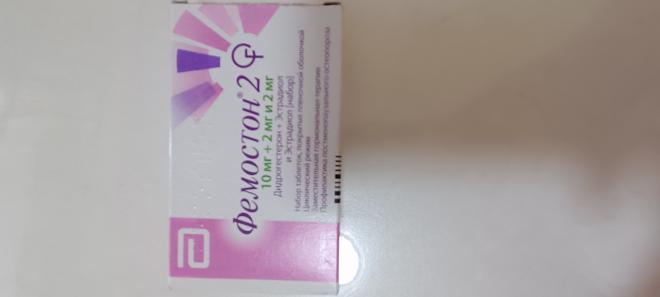 Фемостон® 2
10 мг + 2 мг и 2 мг
Дидрогестерон + Эстрадиол
и Эстрадиол [набор]
Набор таблеток, покрытых пленочной оболочкой
Циклический режим
Заместительная гормональная терапия
Профилактика постменопаузального остеопороза